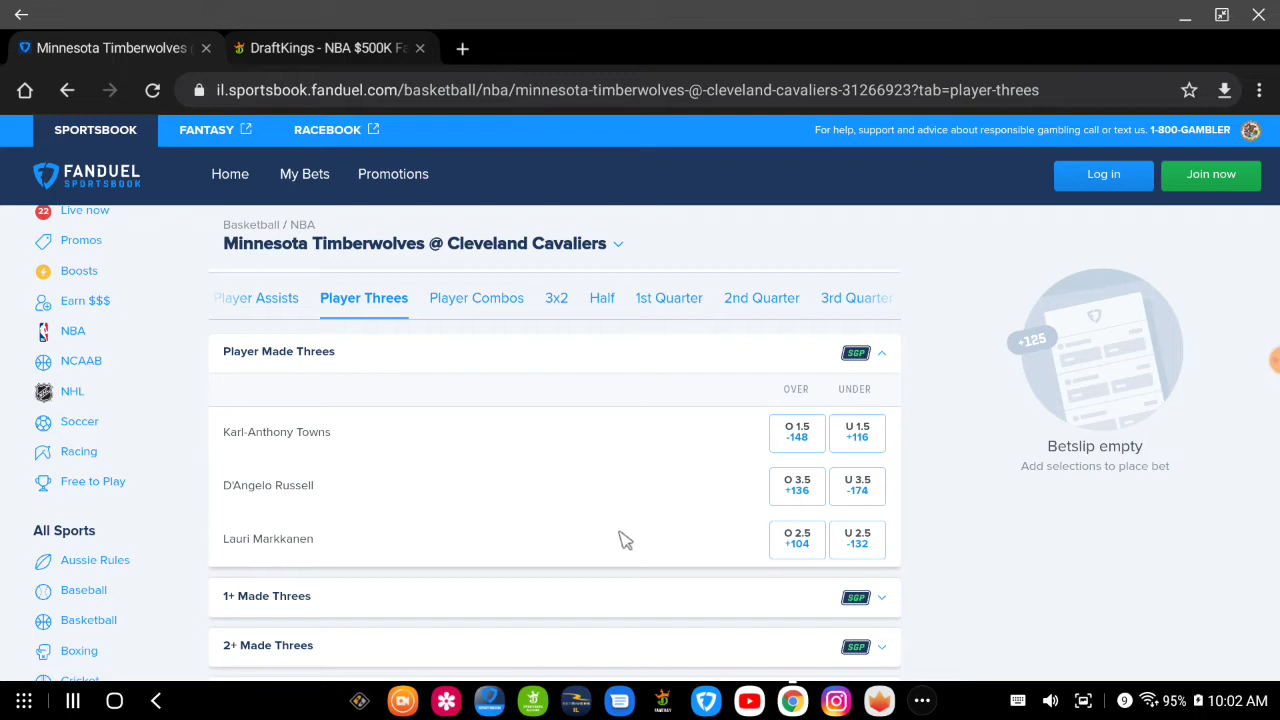 Minnesota Timberwolves
DraftKings - NBA $500K Fa
il.sportsbook.fanduel.com/basketball/nba/minnesota-timberwolves-@-cleveland-cavaliers-31266923?tab=player-threes
SPORTSBOOK FANTASY RACEBOOK For help, support and advice about responsible gambling call or text us. 1-800-GAMBLER
FANDUEL
SPORTSBOOK
Home My Bets Promotions Log in Join now
22 Live now
Promos
Boosts
Earn $$$
NBA
NCAAB
NHL
Soccer
Racing
Free to Play
All Sports
Aussie Rules
Baseball
Basketball
Boxing
Cricket
Basketball / NBA
Minnesota Timberwolves @ Cleveland Cavaliers
Player Assists Player Threes Player Combos 3x2 Half 1st Quarter 2nd Quarter 3rd Quarter
Player Made Threes SGP
OVER UNDER
Karl-Anthony Towns O 1.5 -148 U 1.5 +116
D'Angelo Russell O 3.5 +136 U 3.5 -174
Lauri Markkanen O 2.5 +104 U 2.5 -132
1+ Made Threes SGP
2+ Made Threes SGP
+125
Betslip empty
Add selections to place bet
9 95% 10:02 AM